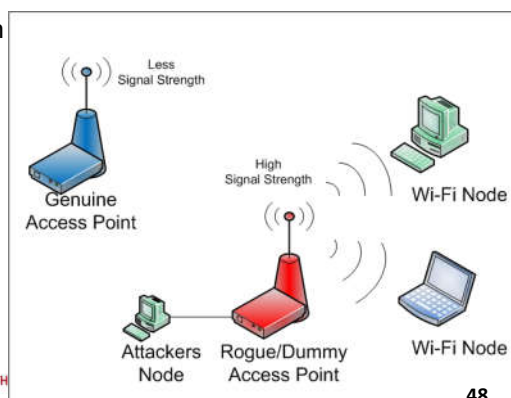 Less
Signal Strength
Genuine
Access Point
High
Signal Strength
Wi-Fi Node
Attackers
Node
Rogue/Dummy
Access Point
Wi-Fi Node
48